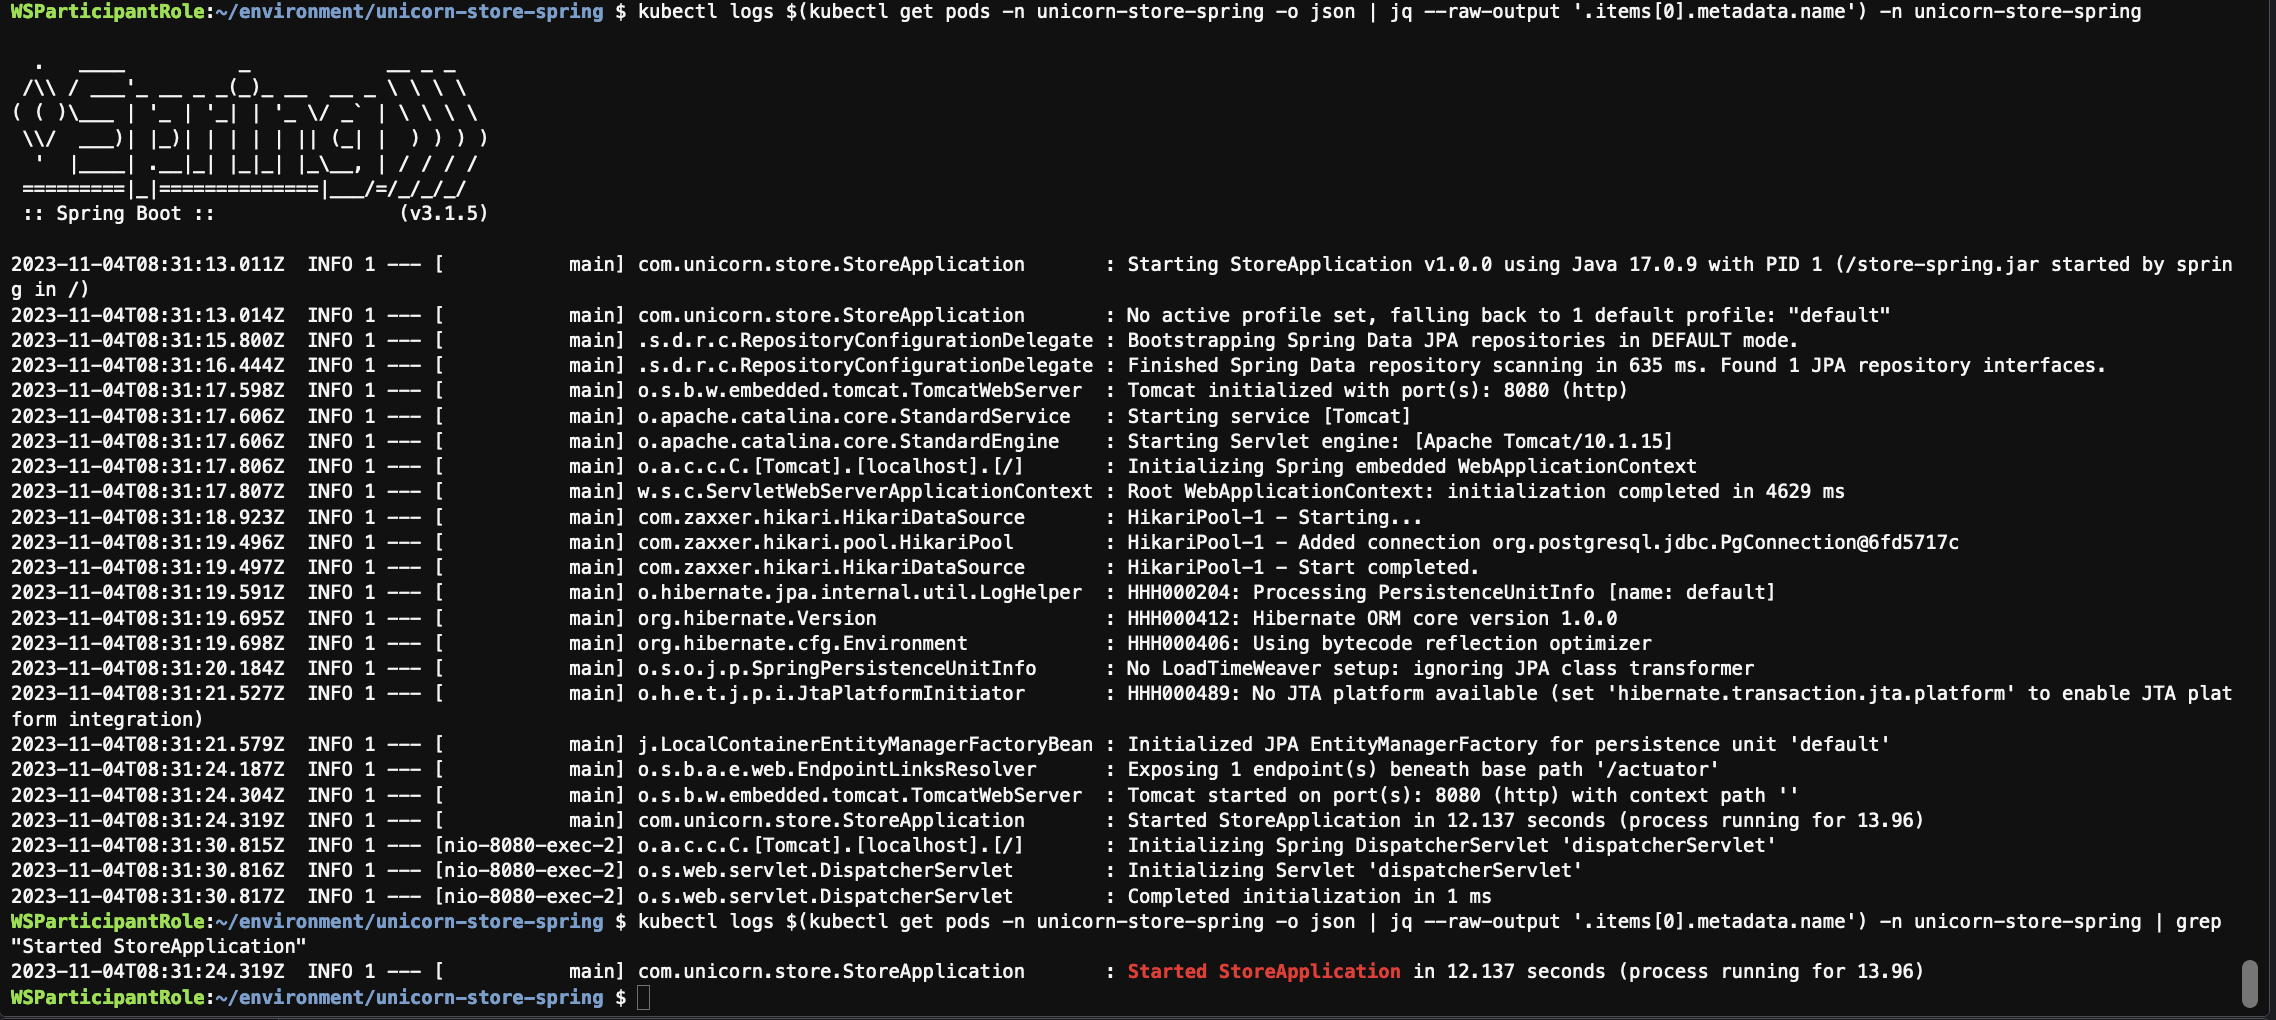 WSParticipantRole:~/environment/unicorn-store-spring $ kubectl logs $(kubectl get pods -n unicorn-store-spring -o json | jq --raw-output '.items[0].metadata.name') -n unicorn-store-spring

  .   ____          _            __ _ _
 /\\ / ___'_ __ _ _(_)_ __  __ _ \ \ \ \
( ( )\___ | '_ | '_| | '_ \/ _` | \ \ \ \
 \\/  ___)| |_)| | | | | || (_| |  ) ) ) )
  '  |____| .__|_| |_|_| |_\__, | / / / /
 =========|_|==============|___/=/_/_/_/
 :: Spring Boot ::                (v3.1.5)

2023-11-04T08:31:13.011Z  INFO 1 --- [           main] com.unicorn.store.StoreApplication       : Starting StoreApplication v1.0.0 using Java 17.0.9 with PID 1 (/store-spring.jar started by sprin
g in /)
2023-11-04T08:31:13.014Z  INFO 1 --- [           main] com.unicorn.store.StoreApplication       : No active profile set, falling back to 1 default profile: "default"
2023-11-04T08:31:15.800Z  INFO 1 --- [           main] .s.d.r.c.RepositoryConfigurationDelegate : Bootstrapping Spring Data JPA repositories in DEFAULT mode.
2023-11-04T08:31:16.444Z  INFO 1 --- [           main] .s.d.r.c.RepositoryConfigurationDelegate : Finished Spring Data repository scanning in 635 ms. Found 1 JPA repository interfaces.
2023-11-04T08:31:17.598Z  INFO 1 --- [           main] o.s.b.w.embedded.tomcat.TomcatWebServer  : Tomcat initialized with port(s): 8080 (http)
2023-11-04T08:31:17.606Z  INFO 1 --- [           main] o.apache.catalina.core.StandardService   : Starting service [Tomcat]
2023-11-04T08:31:17.606Z  INFO 1 --- [           main] o.apache.catalina.core.StandardEngine    : Starting Servlet engine: [Apache Tomcat/10.1.15]
2023-11-04T08:31:17.806Z  INFO 1 --- [           main] o.a.c.c.C.[Tomcat].[localhost].[/]       : Initializing Spring embedded WebApplicationContext
2023-11-04T08:31:17.807Z  INFO 1 --- [           main] w.s.c.ServletWebServerApplicationContext : Root WebApplicationContext: initialization completed in 4629 ms
2023-11-04T08:31:18.923Z  INFO 1 --- [           main] com.zaxxer.hikari.HikariDataSource       : HikariPool-1 - Starting...
2023-11-04T08:31:19.496Z  INFO 1 --- [           main] com.zaxxer.hikari.pool.HikariPool        : HikariPool-1 - Added connection org.postgresql.jdbc.PgConnection@6fd5717c
2023-11-04T08:31:19.497Z  INFO 1 --- [           main] com.zaxxer.hikari.HikariDataSource       : HikariPool-1 - Start completed.
2023-11-04T08:31:19.591Z  INFO 1 --- [           main] o.hibernate.jpa.internal.util.LogHelper  : HHH000204: Processing PersistenceUnitInfo [name: default]
2023-11-04T08:31:19.695Z  INFO 1 --- [           main] org.hibernate.Version                    : HHH000412: Hibernate ORM core version 1.0.0
2023-11-04T08:31:19.698Z  INFO 1 --- [           main] org.hibernate.cfg.Environment            : HHH000406: Using bytecode reflection optimizer
2023-11-04T08:31:20.184Z  INFO 1 --- [           main] o.s.o.j.p.SpringPersistenceUnitInfo      : No LoadTimeWeaver setup: ignoring JPA class transformer
2023-11-04T08:31:21.527Z  INFO 1 --- [           main] o.h.e.t.j.p.i.JtaPlatformInitiator       : HHH000489: No JTA platform available (set 'hibernate.transaction.jta.platform' to enable JTA plat
form integration)
2023-11-04T08:31:21.579Z  INFO 1 --- [           main] j.LocalContainerEntityManagerFactoryBean : Initialized JPA EntityManagerFactory for persistence unit 'default'
2023-11-04T08:31:24.187Z  INFO 1 --- [           main] o.s.b.a.e.web.EndpointLinksResolver      : Exposing 1 endpoint(s) beneath base path '/actuator'
2023-11-04T08:31:24.304Z  INFO 1 --- [           main] o.s.b.w.embedded.tomcat.TomcatWebServer  : Tomcat started on port(s): 8080 (http) with context path ''
2023-11-04T08:31:24.319Z  INFO 1 --- [           main] com.unicorn.store.StoreApplication       : Started StoreApplication in 12.137 seconds (process running for 13.96)
2023-11-04T08:31:30.815Z  INFO 1 --- [nio-8080-exec-2] o.a.c.c.C.[Tomcat].[localhost].[/]       : Initializing Spring DispatcherServlet 'dispatcherServlet'
2023-11-04T08:31:30.816Z  INFO 1 --- [nio-8080-exec-2] o.s.web.servlet.DispatcherServlet        : Initializing Servlet 'dispatcherServlet'
2023-11-04T08:31:30.817Z  INFO 1 --- [nio-8080-exec-2] o.s.web.servlet.DispatcherServlet        : Completed initialization in 1 ms
WSParticipantRole:~/environment/unicorn-store-spring $ kubectl logs $(kubectl get pods -n unicorn-store-spring -o json | jq --raw-output '.items[0].metadata.name') -n unicorn-store-spring | grep
"Started StoreApplication"
2023-11-04T08:31:24.319Z  INFO 1 --- [           main] com.unicorn.store.StoreApplication       : Started StoreApplication in 12.137 seconds (process running for 13.96)
WSParticipantRole:~/environment/unicorn-store-spring $